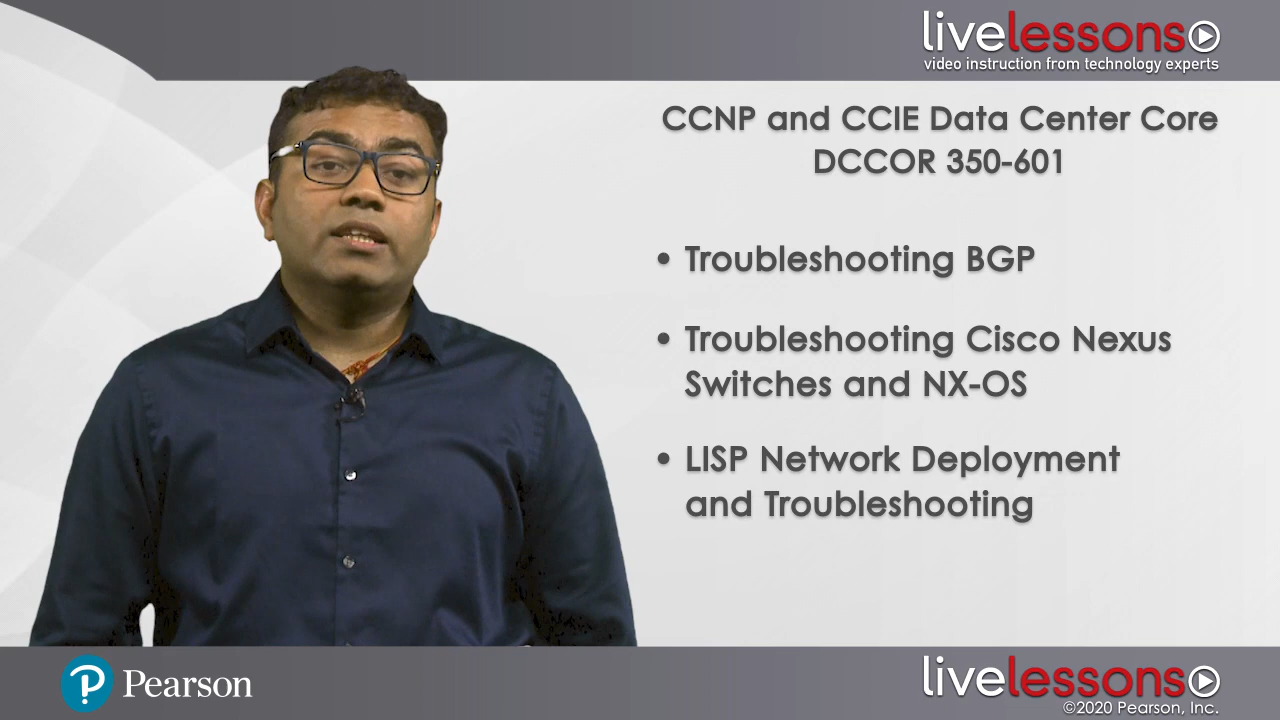 livelessons
video instruction from technology experts
CCNP and CCIE Data Center Core
DCCOR 350-601
• Troubleshooting BGP
• Troubleshooting Cisco Nexus
Switches and NX-OS
• LISP Network Deployment
and Troubleshooting
Pearson
livelessons
©2020 Pearson, Inc.